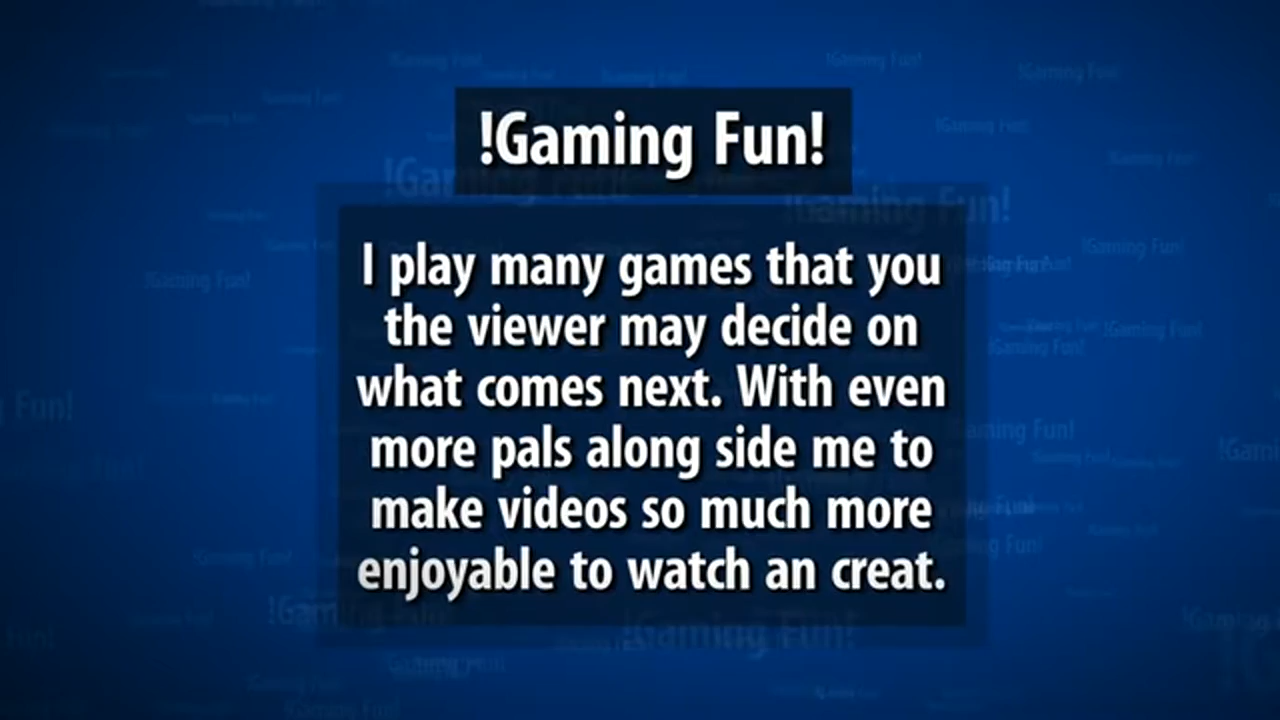 !Gaming Fun!
I play many games that you
the viewer may decide on
what comes next. With even
more pals along side me to
make videos so much more
enjoyable to watch an creat.